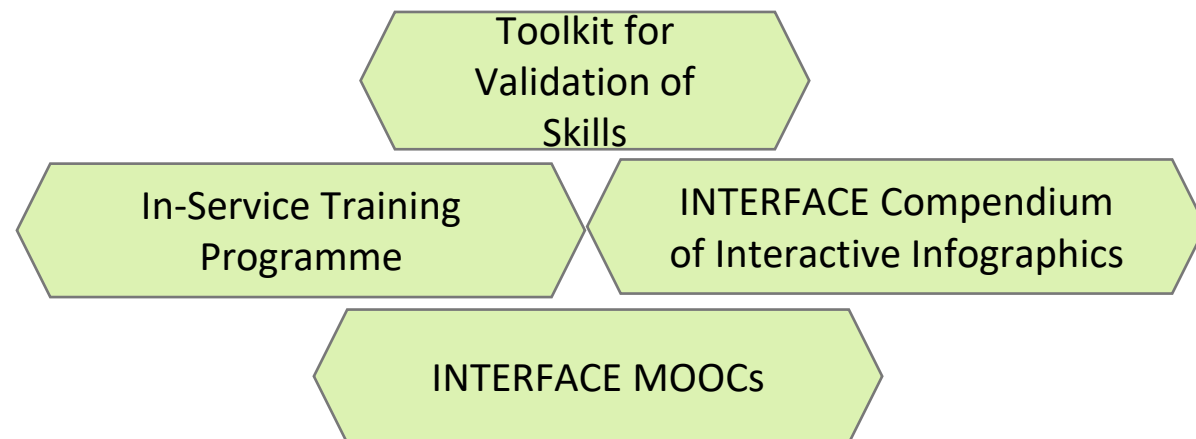 Toolkit for
Validation of
Skills
In-Service Training
Programme
INTERFACE Compendium
of Interactive Infographics
INTERFACE MOOCs